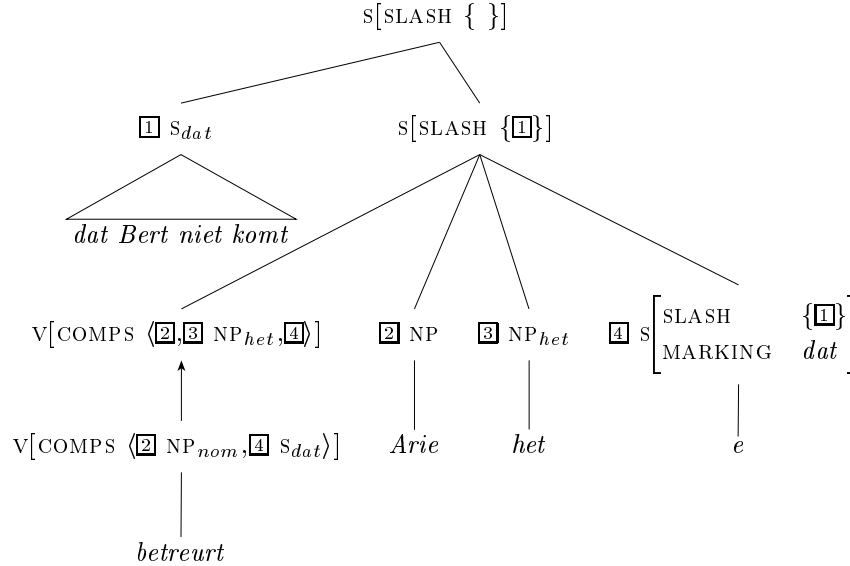 S[SLASH { }]
[1] S_dat S[SLASH {[1]}]
dat Bert niet komt
V[COMPS ⟨[2],[3] NP_het,[4]⟩] [2] NP [3] NP_het [4] S[SLASH {[1]}
MARKING dat]
V[COMPS ⟨[2] NP_nom,[4] S_dat⟩] Arie het e
betreurt